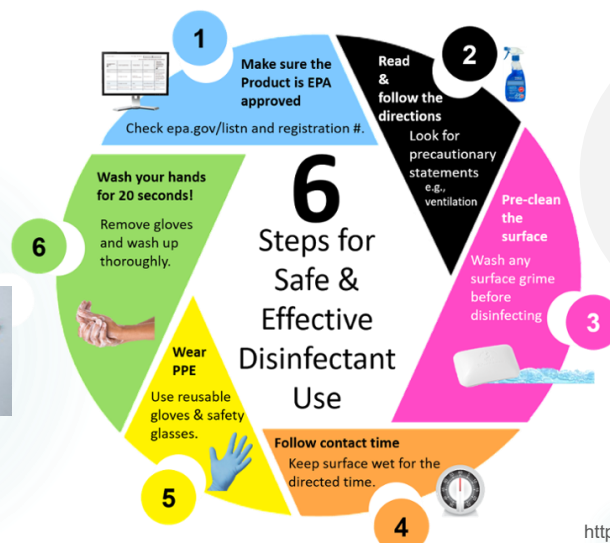 1
Make sure the
Product is EPA
approved
Check epa.gov/listn and registration #.
2
Read
&
follow the
directions
Look for
precautionary
statements
e.g.,
ventilation
Pre-clean
the
surface
Wash any
surface grime
before
disinfecting
3
Follow contact time
Keep surface wet for the
directed time.
4
Wear
PPE
Use reusable
gloves & safety
glasses.
5
Wash your hands
for 20 seconds!
Remove gloves
and wash up
thoroughly.
6
6
Steps for
Safe &
Effective
Disinfectant
Use
http